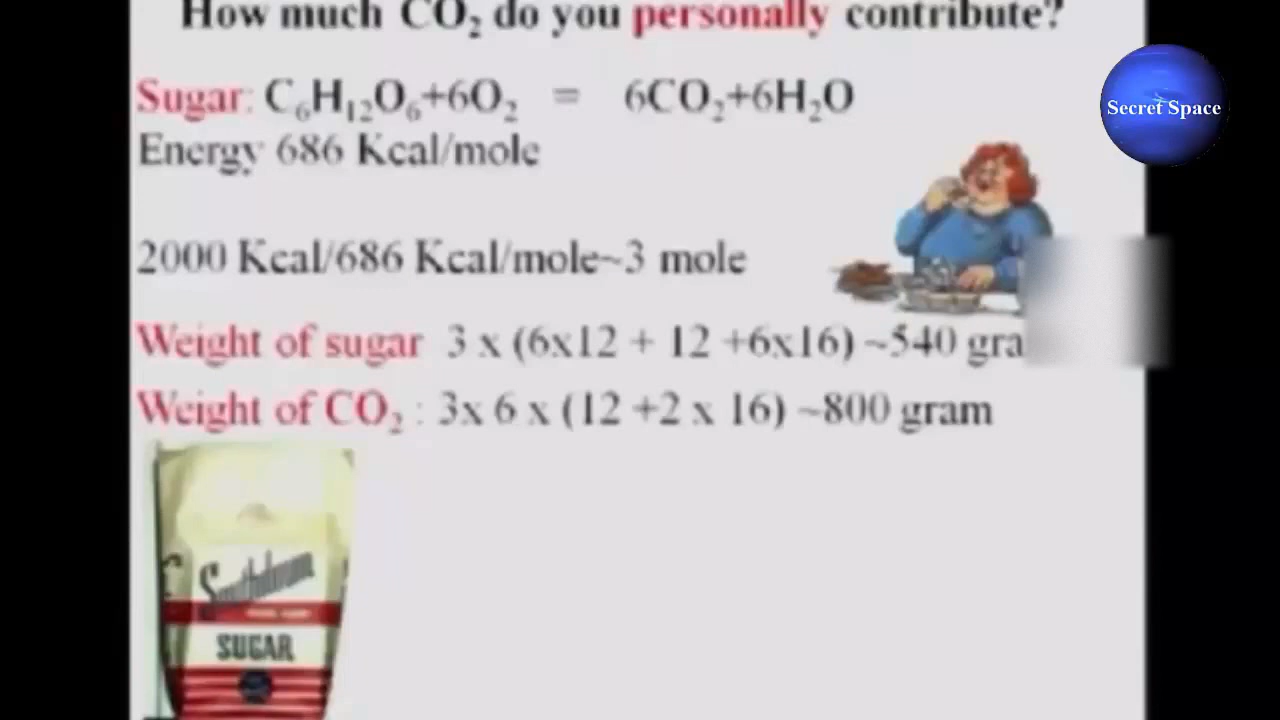 How much CO₂ do you personally contribute?
Secret Space
Sugar: C₆H₁₂O₆+6O₂ = 6CO₂+6H₂O
Energy 686 Kcal/mole
2000 Kcal/686 Kcal/mole~3 mole
Weight of sugar 3 x (6x12 + 12 +6x16) ~540 gra
Weight of CO₂ : 3x 6 x (12 +2 x 16) ~800 gram
SUGAR